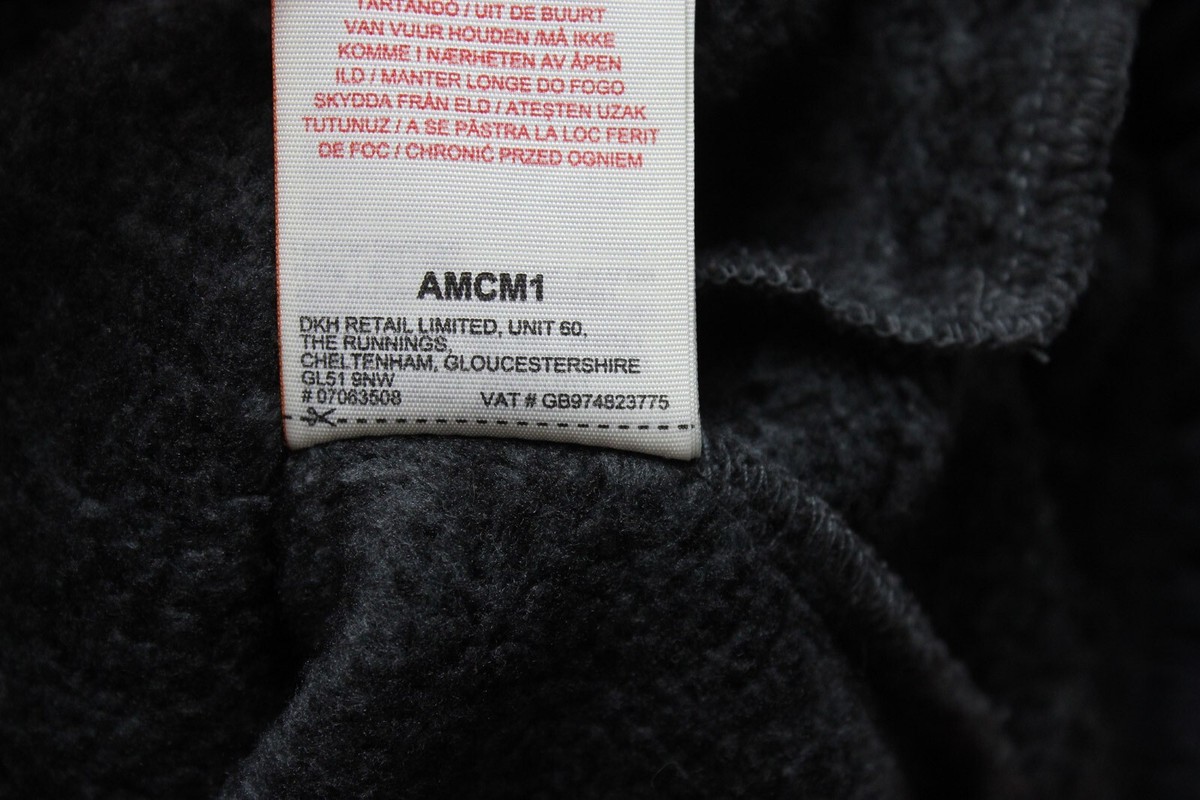 TARTANDÓ / UIT DE BUURT
VAN VUUR HOUDEN /MÅ IKKE
KOMME I NÆRHETEN AV ÅPEN
ILD / MANTER LONGE DO FOGO
SKYDDA FRÅN ELD / ATEŞTEN UZAK
TUTUNUZ / A SE PĂSTRA LA LOC FERIT
DE FOC / CHRONIĆ PRZED OGNIEM
AMCM1
DKH RETAIL LIMITED, UNIT 60,
THE RUNNINGS,
CHELTENHAM, GLOUCESTERSHIRE
GL51 9NW
# 07063508 VAT # GB974823775